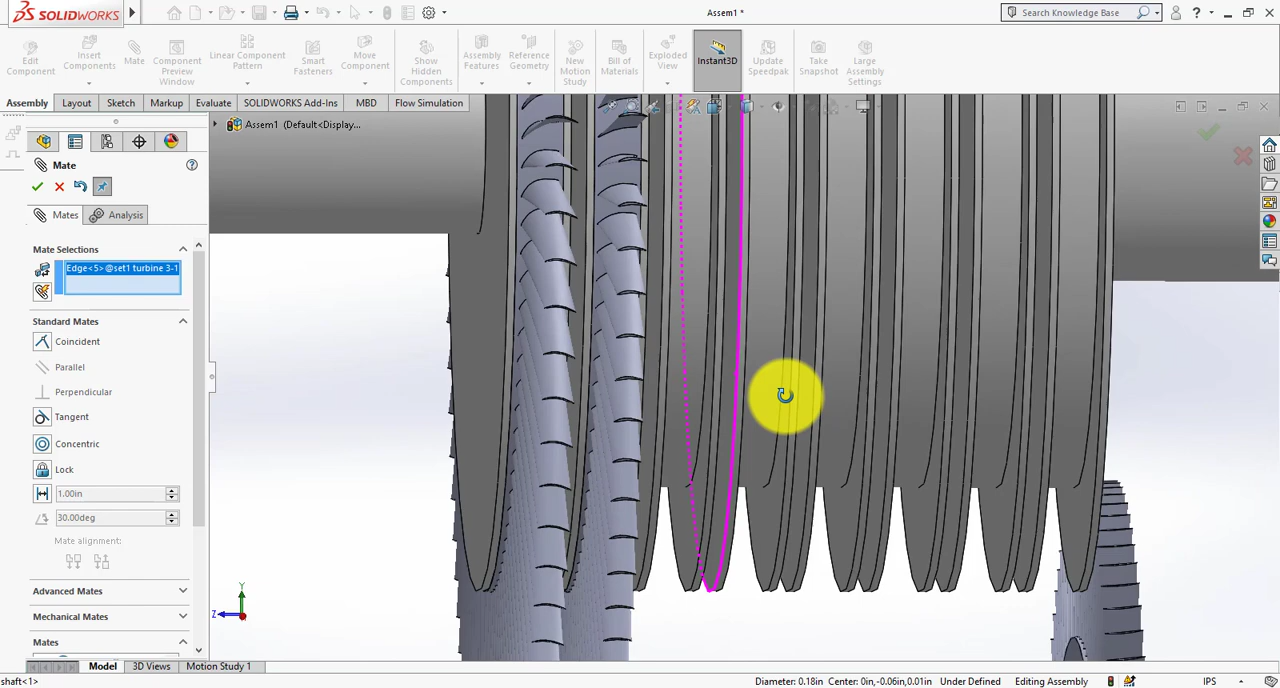 SOLIDWORKS
Assem1 *
Search Knowledge Base
Edit Component
Insert Components
Mate
Component Preview Window
Linear Component Pattern
Smart Fasteners
Move Component
Show Hidden Components
Assembly Features
Reference Geometry
New Motion Study
Bill of Materials
Exploded View
Instant3D
Update Speedpak
Take Snapshot
Large Assembly Settings
Assembly
Layout
Sketch
Markup
Evaluate
SOLIDWORKS Add-Ins
MBD
Flow Simulation
Assem1 (Default<Display...
Mate
Mates
Analysis
Mate Selections
Edge<5>@set1 turbine 3-1
Standard Mates
Coincident
Parallel
Perpendicular
Tangent
Concentric
Lock
1.00in
30.00deg
Mate alignment:
Advanced Mates
Mechanical Mates
Mates
Y
Z
Model
3D Views
Motion Study 1
shaft<1>
Diameter: 0.18in Center: 0in,-0.06in,0.01in
Under Defined
Editing Assembly
IPS